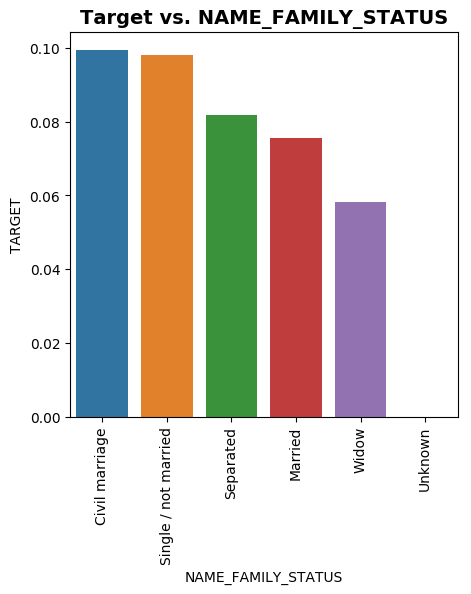 Target vs. NAME_FAMILY_STATUS
0.10
0.08
0.06
0.04
0.02
0.00
TARGET
Civil marriage
Single / not married
Separated
Married
Widow
Unknown
NAME_FAMILY_STATUS